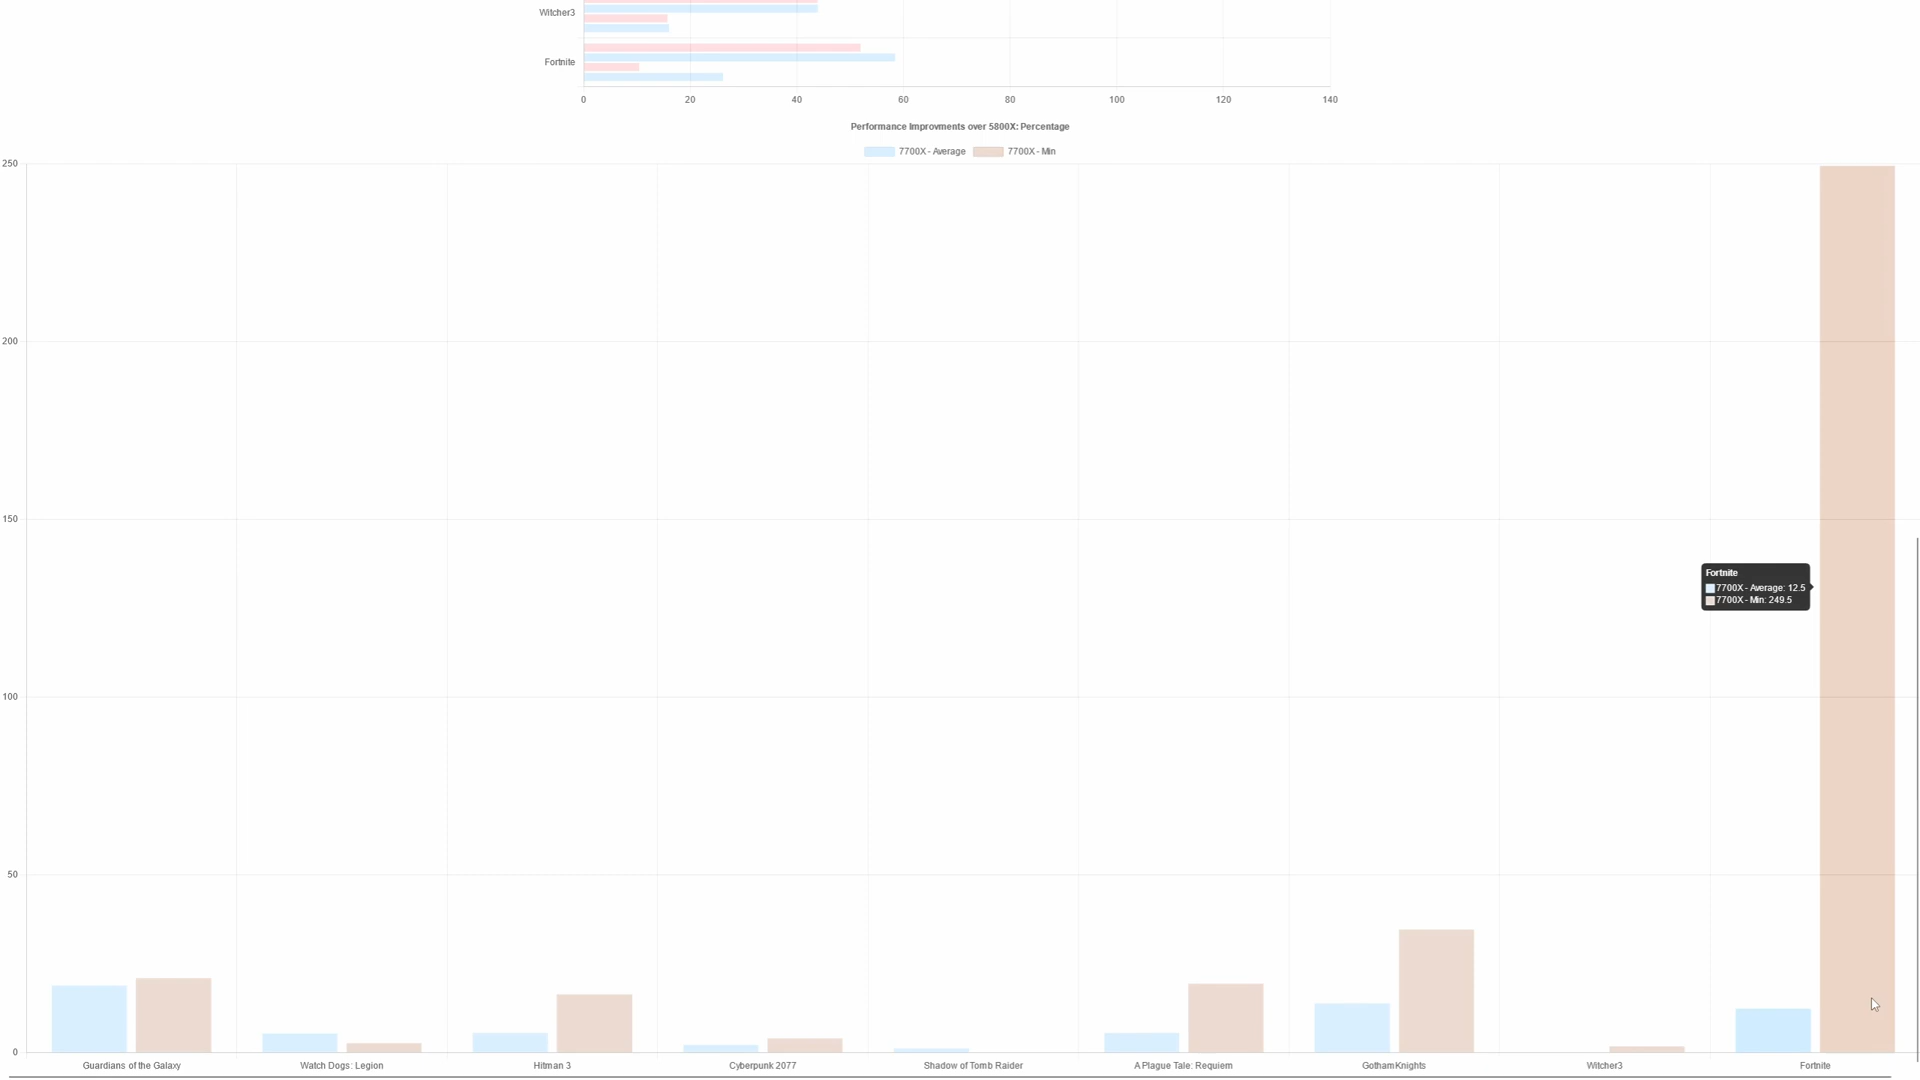 Witcher3
Fortnite
0 20 40 60 80 100 120 140
Performance Improvments over 5800X: Percentage
7700X - Average 7700X - Min
250
200
150
Fortnite
7700X - Average: 12.5
7700X - Min: 249.5
100
50
0
Guardians of the Galaxy Watch Dogs: Legion Hitman 3 Cyberpunk 2077 Shadow of Tomb Raider A Plague Tale: Requiem Gotham Knights Witcher3 Fortnite